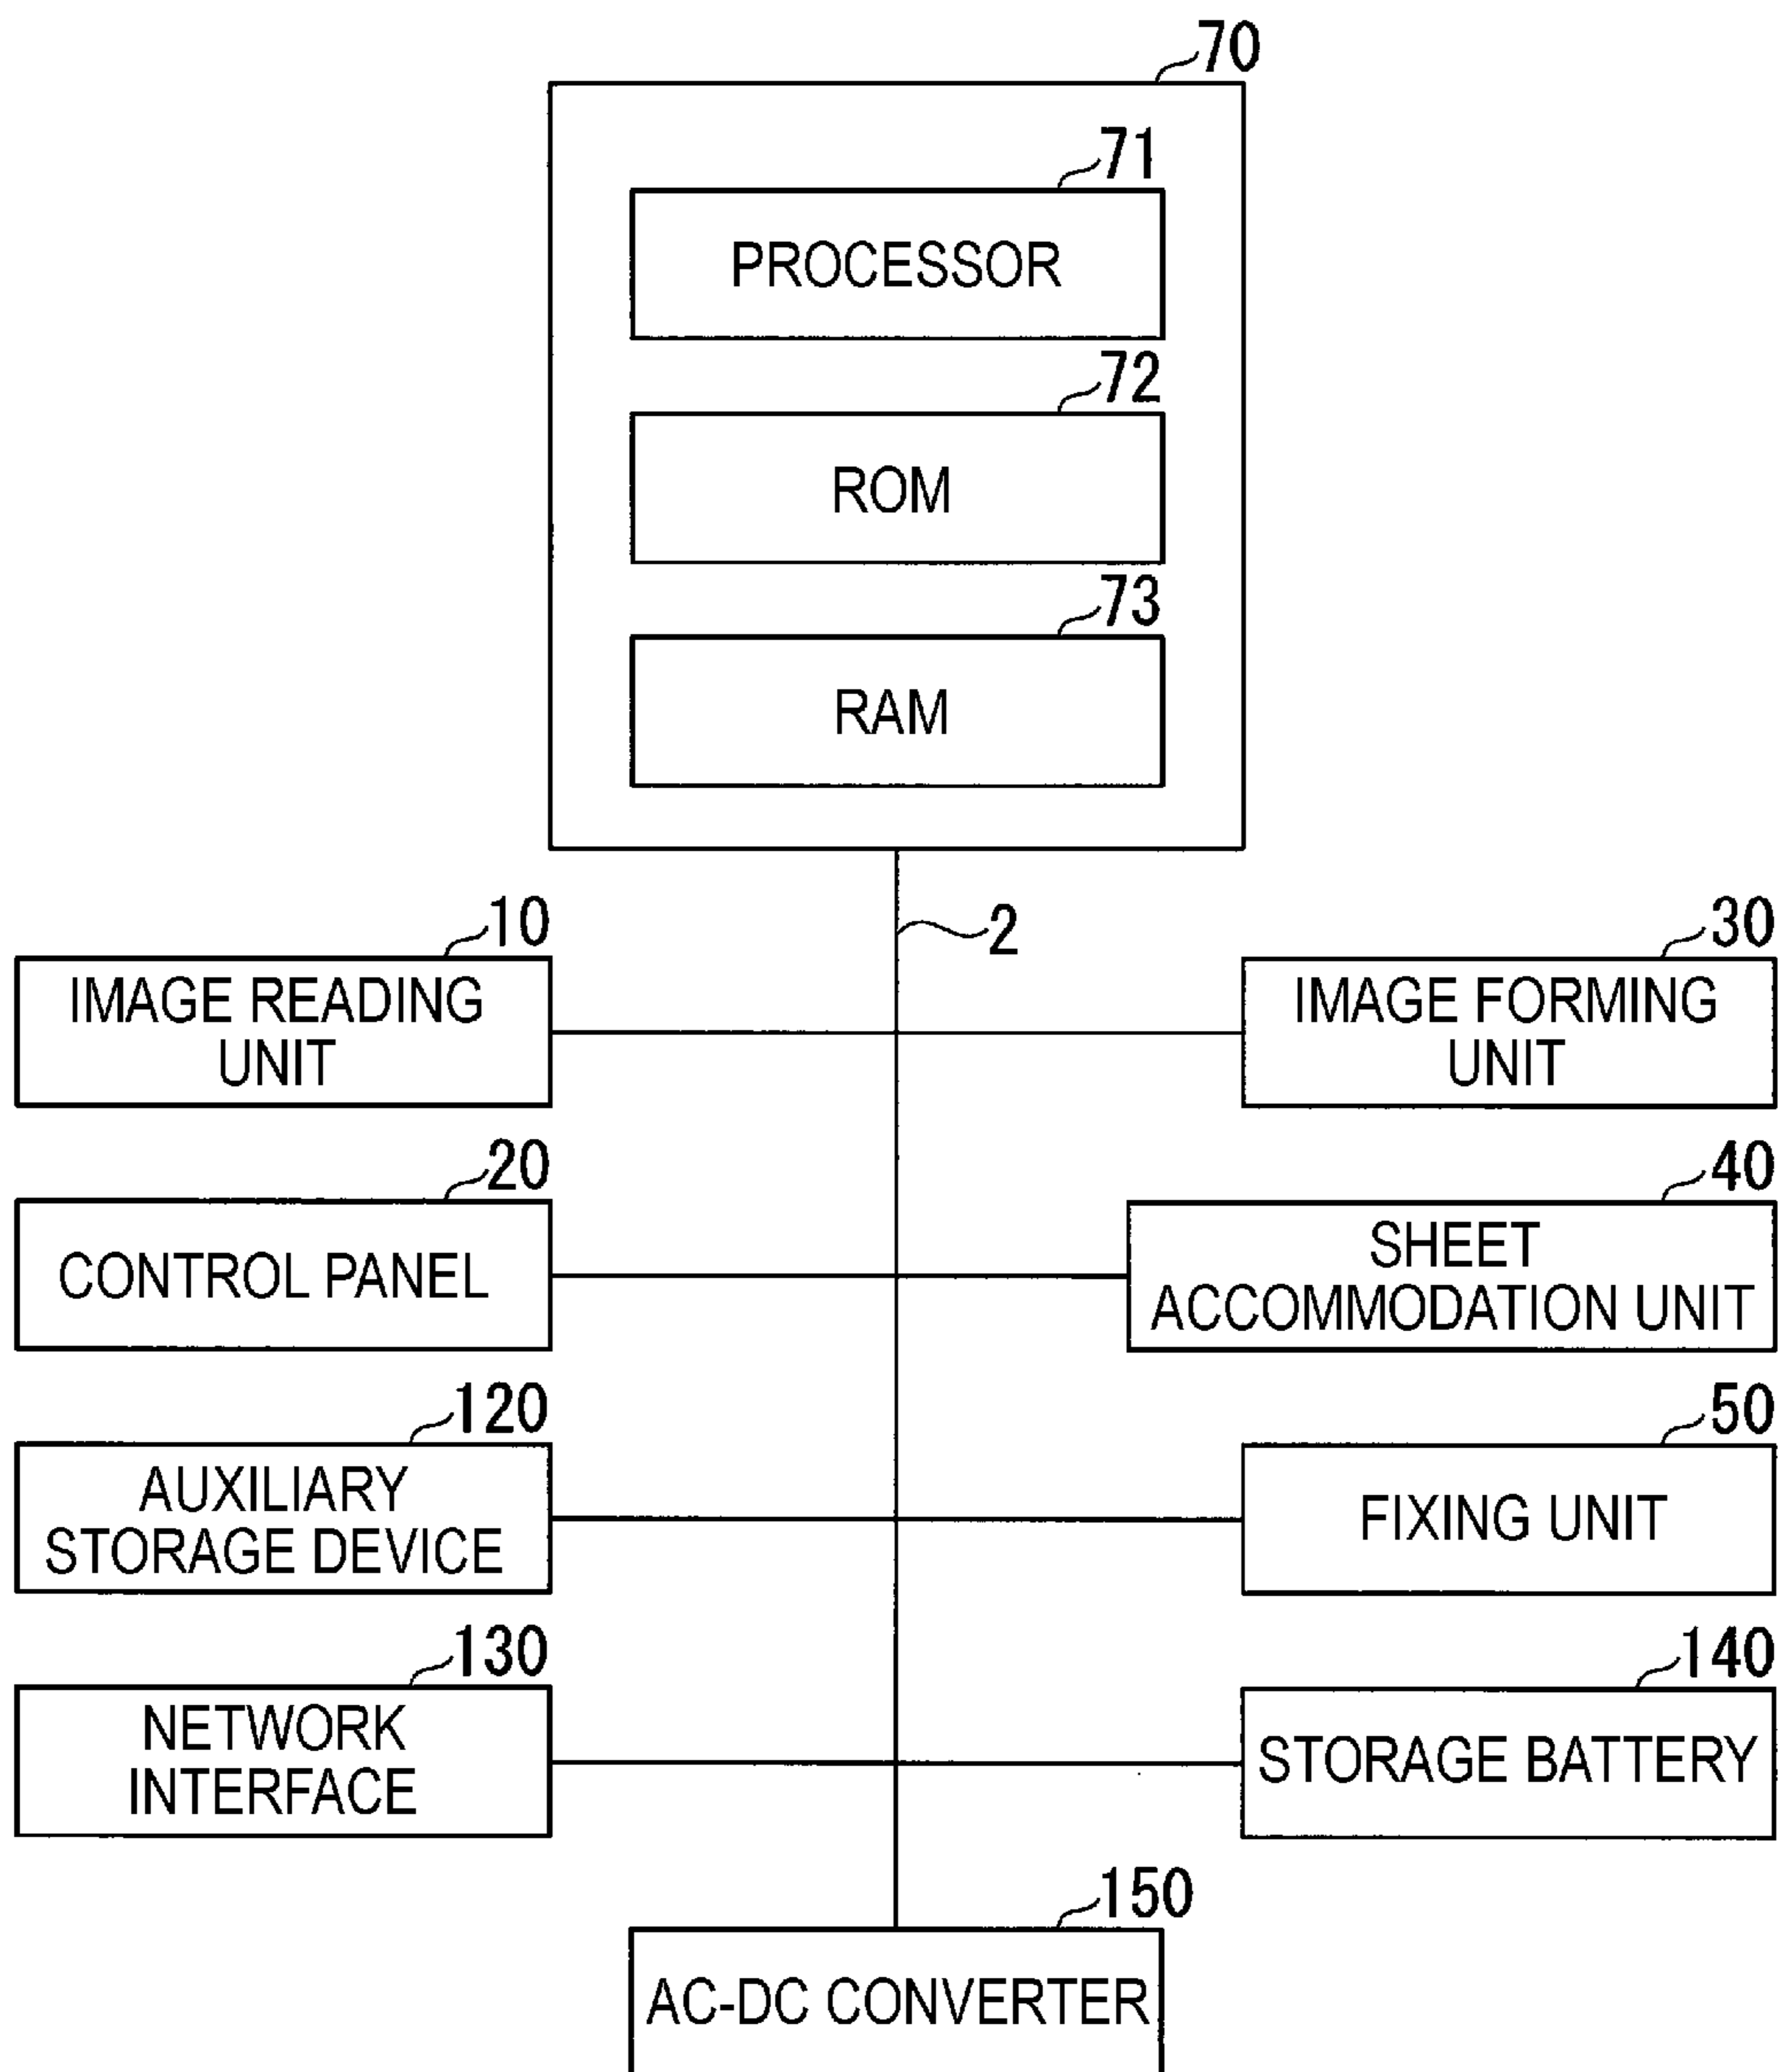 70
71
PROCESSOR
72
ROM
73
RAM
2
10
IMAGE READING
UNIT
30
IMAGE FORMING
UNIT
20
CONTROL PANEL
40
SHEET
ACCOMMODATION UNIT
120
AUXILIARY
STORAGE DEVICE
50
FIXING UNIT
130
NETWORK
INTERFACE
140
STORAGE BATTERY
150
AC-DC CONVERTER